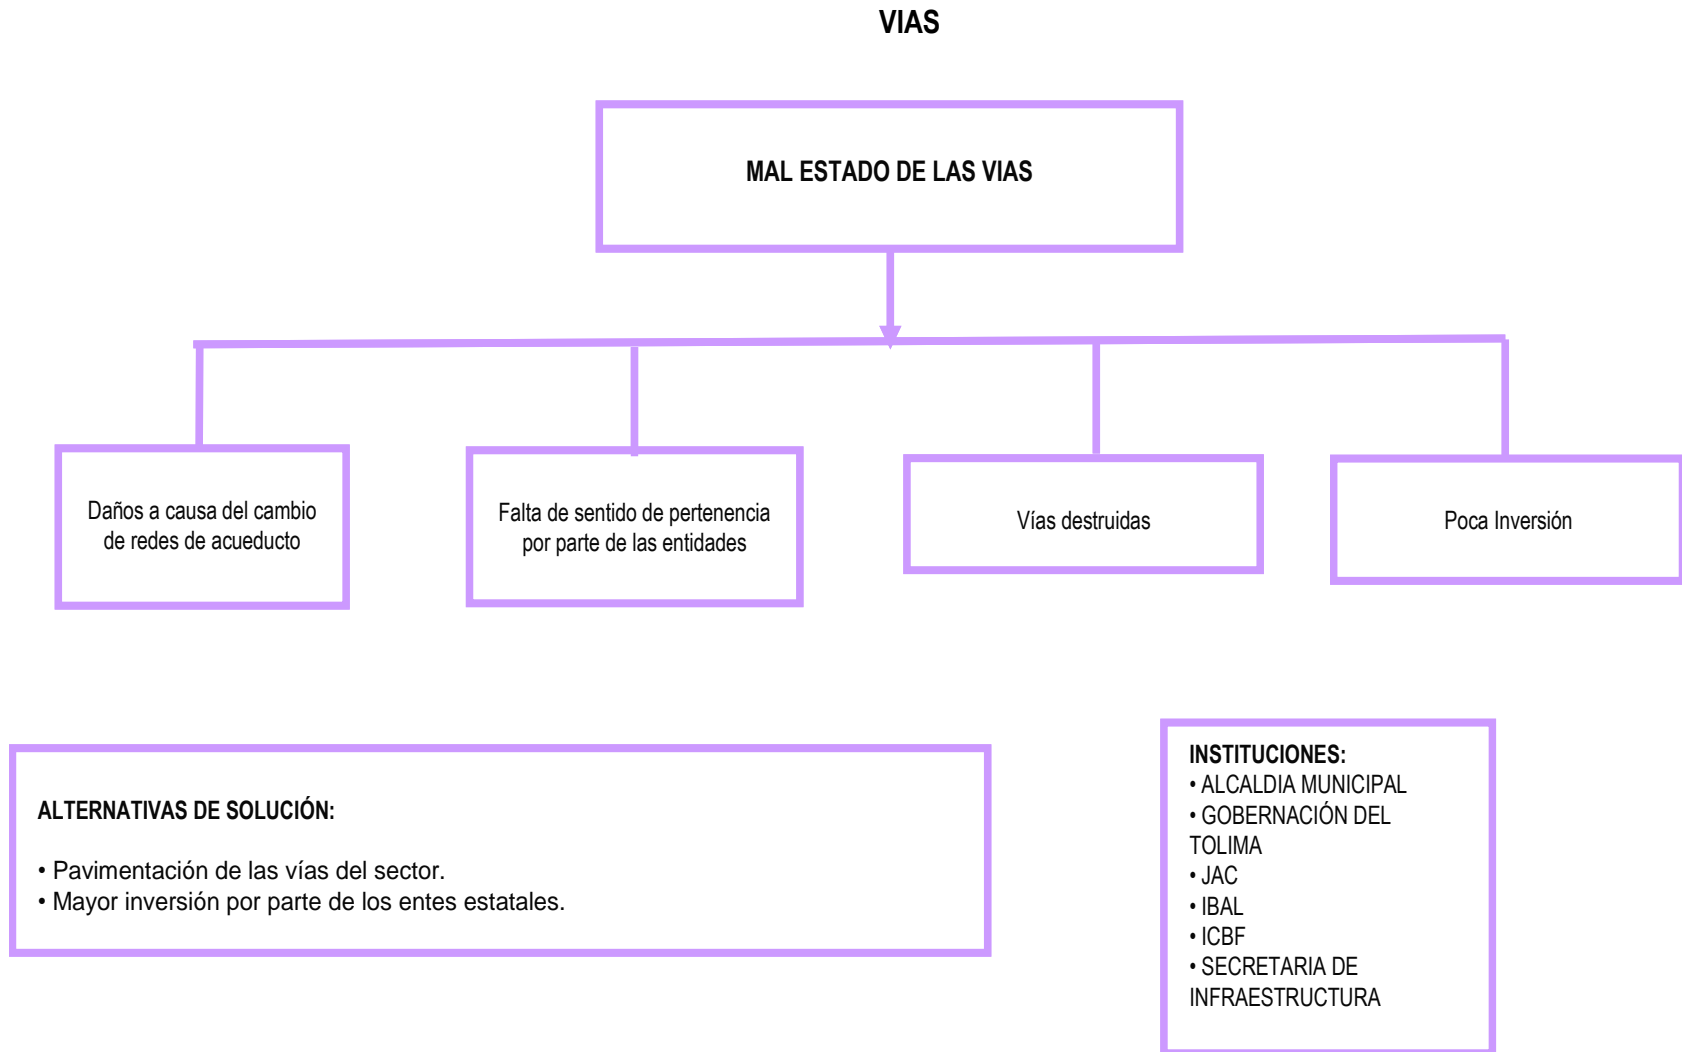 VIAS
MAL ESTADO DE LAS VIAS
Daños a causa del cambio
de redes de acueducto
Falta de sentido de pertenencia
por parte de las entidades
Vías destruidas
Poca Inversión
ALTERNATIVAS DE SOLUCIÓN:
• Pavimentación de las vías del sector.
• Mayor inversión por parte de los entes estatales.
INSTITUCIONES:
• ALCALDIA MUNICIPAL
• GOBERNACIÓN DEL
TOLIMA
• JAC
• IBAL
• ICBF
• SECRETARIA DE
INFRAESTRUCTURA